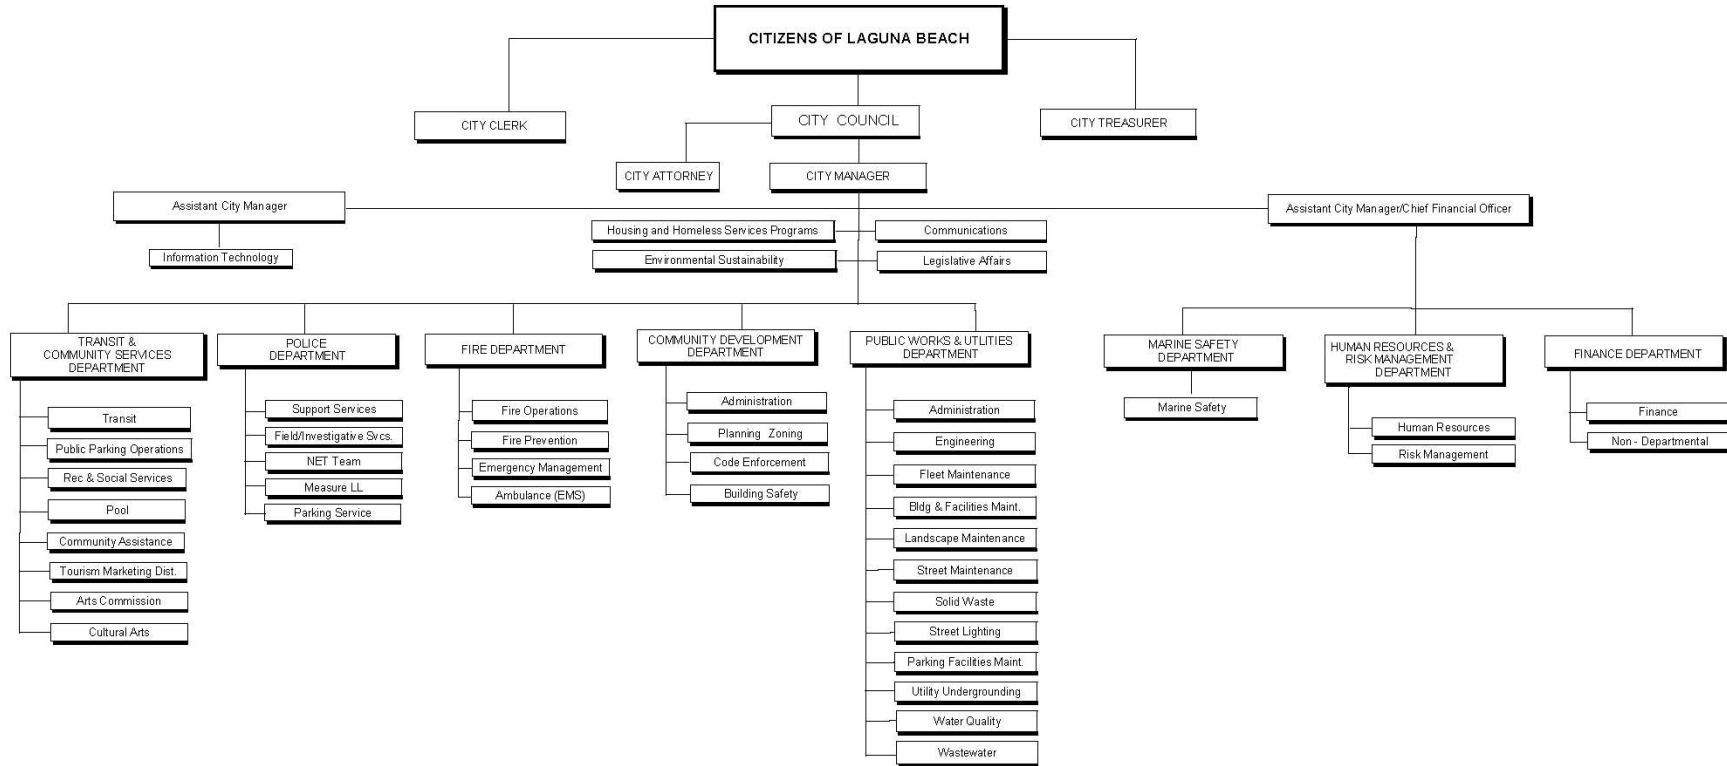 CITIZENS OF LAGUNA BEACH
CITY CLERK
CITY COUNCIL
CITY TREASURER
CITY ATTORNEY
CITY MANAGER
Assistant City Manager
Assistant City Manager/Chief Financial Officer
Information Technology
Housing and Homeless Services Programs
Communications
Environmental Sustainability
Legislative Affairs
TRANSIT &
COMMUNITY SERVICES
DEPARTMENT
Transit
Public Parking Operations
Rec & Social Services
Pool
Community Assistance
Tourism Marketing Dist.
Arts Commission
Cultural Arts
POLICE
DEPARTMENT
Support Services
Field/Investigative Svcs.
NET Team
Measure LL
Parking Service
FIRE DEPARTMENT
Fire Operations
Fire Prevention
Emergency Management
Ambulance (EMS)
COMMUNITY DEVELOPMENT
DEPARTMENT
Administration
Planning Zoning
Code Enforcement
Building Safety
PUBLIC WORKS & UTLITIES
DEPARTMENT
Administration
Engineering
Fleet Maintenance
Bldg & Facilities Maint.
Landscape Maintenance
Street Maintenance
Solid Waste
Street Lighting
Parking Facilities Maint.
Utility Undergrounding
Water Quality
Wastewater
MARINE SAFETY
DEPARTMENT
Marine Safety
HUMAN RESOURCES &
RISK MANAGEMENT
DEPARTMENT
Human Resources
Risk Management
FINANCE DEPARTMENT
Finance
Non - Departmental